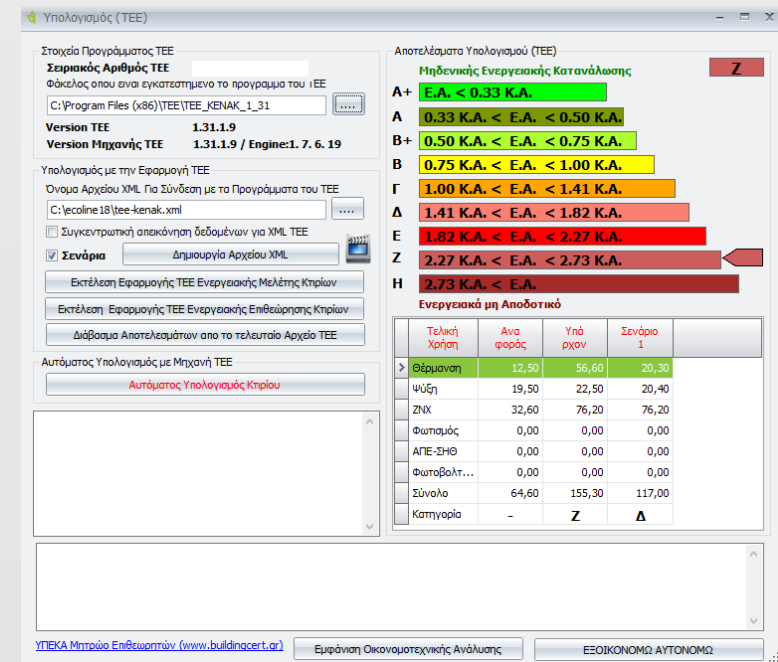 Υπολογισμός (ΤΕΕ)
Στοιχεία Προγράμματος ΤΕΕ
Σειριακός Αριθμός ΤΕΕ
Φάκελος οπου ειναι εγκατεστημενο το προγραμμα του ΤΕΕ
C:\Program Files (x86)\TEE\TEE_KENAK_1_31
....
Version TEE 1.31.1.9
Version Μηχανής ΤΕΕ 1.31.1.9 / Engine:1. 7. 6. 19
Υπολογισμός με την Εφαρμογή ΤΕΕ
Όνομα Αρχείου XML Για Σύνδεση με τα Προγράμματα του ΤΕΕ
C:\ecoline18\tee-kenak.xml
....
Συγκεντρωτική απεικόνηση δεδομένων για XML ΤΕΕ
Σενάρια
Δημιουργία Αρχείου XML
Εκτέλεση Εφαρμογής ΤΕΕ Ενεργειακής Μελέτης Κτιρίων
Εκτέλεση Εφαρμογής ΤΕΕ Ενεργειακής Επιθεώρησης Κτιρίων
Διάβασμα Αποτελεσμάτων απο το τελευταίο Αρχείο ΤΕΕ
Αυτόματος Υπολογισμός με Μηχανή ΤΕΕ
Αυτόματος Υπολογισμός Κτιρίου
Αποτελέσματα Υπολογισμού (ΤΕΕ)
Μηδενικής Ενεργειακής Κατανάλωσης
Ζ
Α+ Ε.Α. < 0.33 Κ.Α.
Α 0.33 Κ.Α. < Ε.Α. < 0.50 Κ.Α.
Β+ 0.50 Κ.Α. < Ε.Α. < 0.75 Κ.Α.
Β 0.75 Κ.Α. < Ε.Α. < 1.00 Κ.Α.
Γ 1.00 Κ.Α. < Ε.Α. < 1.41 Κ.Α.
Δ 1.41 Κ.Α. < Ε.Α. < 1.82 Κ.Α.
Ε 1.82 Κ.Α. < Ε.Α. < 2.27 Κ.Α.
Ζ 2.27 Κ.Α. < Ε.Α. < 2.73 Κ.Α.
Η 2.73 Κ.Α. < Ε.Α.
Ενεργειακά μη Αποδοτικό
Τελική Χρήση Ανα φοράς Υπά ρχον Σενάριο 1
Θέρμανση 12,50 56,60 20,30
Ψύξη 19,50 22,50 20,40
ΖΝΧ 32,60 76,20 76,20
Φωτισμός 0,00 0,00 0,00
ΑΠΕ-ΣΗΘ 0,00 0,00 0,00
Φωτοβολτ... 0,00 0,00 0,00
Σύνολο 64,60 155,30 117,00
Κατηγορία - Ζ Δ
ΥΠΕΚΑ Μητρώο Επιθεωρητών (www.buildingcert.gr)
Εμφάνιση Οικονομοτεχνικής Ανάλυσης
ΕΞΟΙΚΟΝΟΜΩ ΑΥΤΟΝΟΜΩ